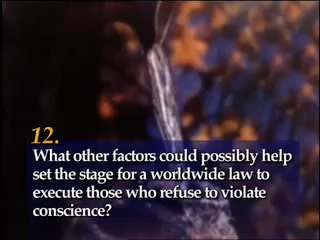 12.
What other factors could possibly help
set the stage for a worldwide law to
execute those who refuse to violate
conscience?